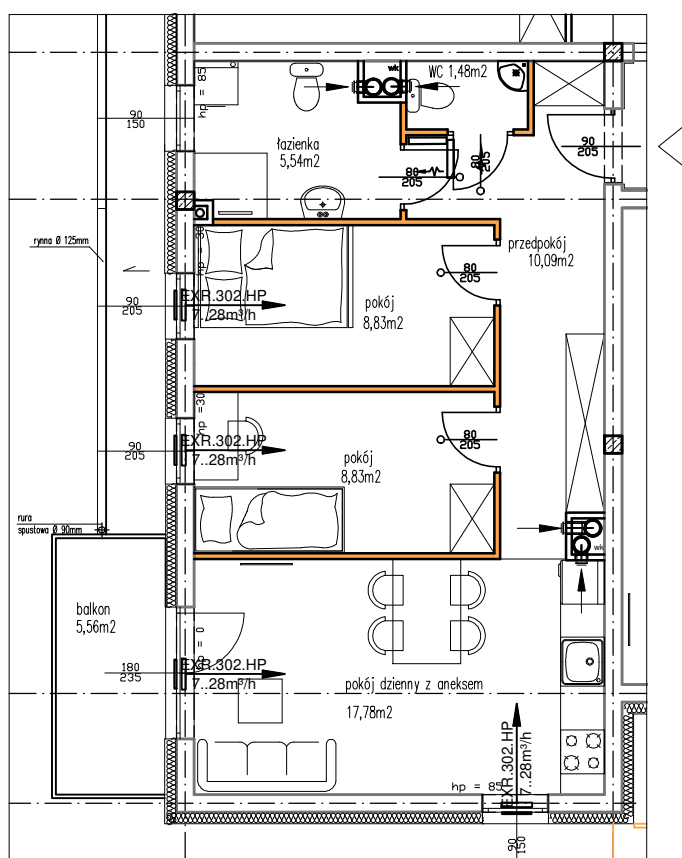 wk
WC 1,48m2
hp = 85
90
150
łazienka
5,54m2
80
205
80
205
90
205
rynna Ø 125mm
przedpokój
10,09m2
hp = 30
90
205
EXR.302.HP
7..28m³/h
pokój
8,83m2
80
205
hp =30
90
205
EXR.302.HP
7..28m³/h
pokój
8,83m2
80
205
rura
spustowa Ø 90mm
wk
balkon
5,56m2
hp = 0
180
235
EXR.302.HP
7..28m³/h
pokój dzienny z aneksem
17,78m2
hp = 85
EXR.302.HP
7..28m³/h
90
150